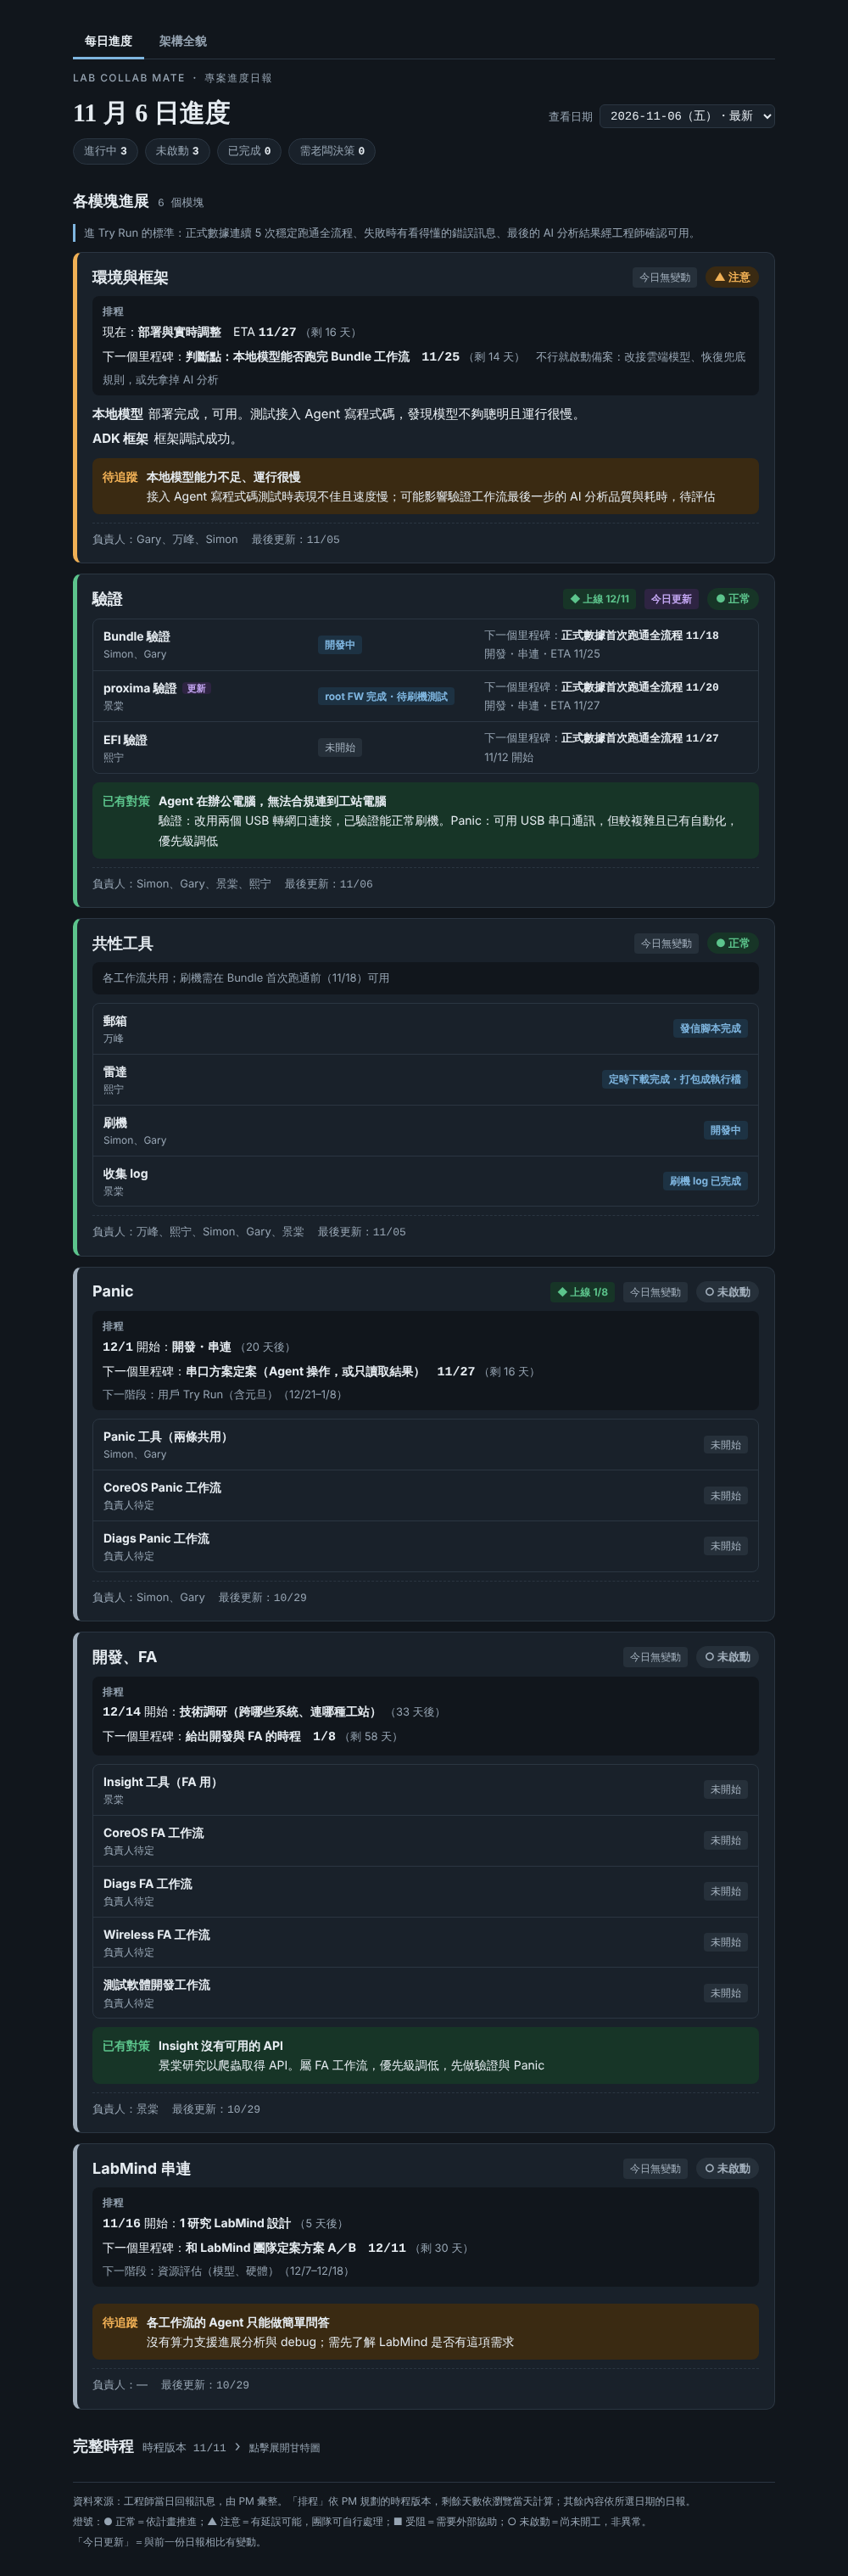 每日進度 架構全貌
LAB COLLAB MATE · 專案進度日報
11 月 6 日進度
查看日期 2026-11-06（五）· 最新
進行中 3 未啟動 3 已完成 0 需老闆決策 0
各模塊進展 6 個模塊
進 Try Run 的標準：正式數據連續 5 次穩定跑通全流程、失敗時有看得懂的錯誤訊息、最後的 AI 分析結果經工程師確認可用。
環境與框架 今日無變動 ▲ 注意
排程
現在：部署與實時調整 ETA 11/27（剩 16 天）
下一個里程碑：判斷點：本地模型能否跑完 Bundle 工作流 11/25（剩 14 天） 不行就啟動備案：改接雲端模型、恢復兜底
規則，或先拿掉 AI 分析
本地模型 部署完成，可用。測試接入 Agent 寫程式碼，發現模型不夠聰明且運行很慢。
ADK 框架 框架調試成功。
待追蹤 本地模型能力不足、運行很慢
接入 Agent 寫程式碼測試時表現不佳且速度慢；可能影響驗證工作流最後一步的 AI 分析品質與耗時，待評估
負責人：Gary、万峰、Simon 最後更新：11/05
驗證 ◆ 上線 12/11 今日更新 ● 正常
Bundle 驗證
Simon、Gary
開發中
下一個里程碑：正式數據首次跑通全流程 11/18
開發・串連・ETA 11/25
proxima 驗證 更新
景棠
root FW 完成・待刷機測試
下一個里程碑：正式數據首次跑通全流程 11/20
開發・串連・ETA 11/27
EFI 驗證
熙宁
未開始
下一個里程碑：正式數據首次跑通全流程 11/27
11/12 開始
已有對策 Agent 在辦公電腦，無法合規連到工站電腦
驗證：改用兩個 USB 轉網口連接，已驗證能正常刷機。Panic：可用 USB 串口通訊，但較複雜且已有自動化，
優先級調低
負責人：Simon、Gary、景棠、熙宁 最後更新：11/06
共性工具 今日無變動 ● 正常
各工作流共用；刷機需在 Bundle 首次跑通前（11/18）可用
郵箱
万峰
發信腳本完成
雷達
熙宁
定時下載完成・打包成執行檔
刷機
Simon、Gary
開發中
收集 log
景棠
刷機 log 已完成
負責人：万峰、熙宁、Simon、Gary、景棠 最後更新：11/05
Panic ◆ 上線 1/8 今日無變動 ○ 未啟動
排程
12/1 開始：開發・串連（20 天後）
下一個里程碑：串口方案定案（Agent 操作，或只讀取結果） 11/27（剩 16 天）
下一階段：用戶 Try Run（含元旦）（12/21–1/8）
Panic 工具（兩條共用）
Simon、Gary
未開始
CoreOS Panic 工作流
負責人待定
未開始
Diags Panic 工作流
負責人待定
未開始
負責人：Simon、Gary 最後更新：10/29
開發、FA 今日無變動 ○ 未啟動
排程
12/14 開始：技術調研（跨哪些系統、連哪種工站）（33 天後）
下一個里程碑：給出開發與 FA 的時程 1/8（剩 58 天）
Insight 工具（FA 用）
景棠
未開始
CoreOS FA 工作流
負責人待定
未開始
Diags FA 工作流
負責人待定
未開始
Wireless FA 工作流
負責人待定
未開始
測試軟體開發工作流
負責人待定
未開始
已有對策 Insight 沒有可用的 API
景棠研究以爬蟲取得 API。屬 FA 工作流，優先級調低，先做驗證與 Panic
負責人：景棠 最後更新：10/29
LabMind 串連 今日無變動 ○ 未啟動
排程
11/16 開始：1 研究 LabMind 設計（5 天後）
下一個里程碑：和 LabMind 團隊定案方案 A／B 12/11（剩 30 天）
下一階段：資源評估（模型、硬體）（12/7–12/18）
待追蹤 各工作流的 Agent 只能做簡單問答
沒有算力支援進展分析與 debug；需先了解 LabMind 是否有這項需求
負責人：— 最後更新：10/29
完整時程 時程版本 11/11 › 點擊展開甘特圖
資料來源：工程師當日回報訊息，由 PM 彙整。「排程」依 PM 規劃的時程版本，剩餘天數依瀏覽當天計算；其餘內容依所選日期的日報。
燈號：● 正常＝依計畫推進；▲ 注意＝有延誤可能，團隊可自行處理；■ 受阻＝需要外部協助；○ 未啟動＝尚未開工，非異常。
「今日更新」＝與前一份日報相比有變動。